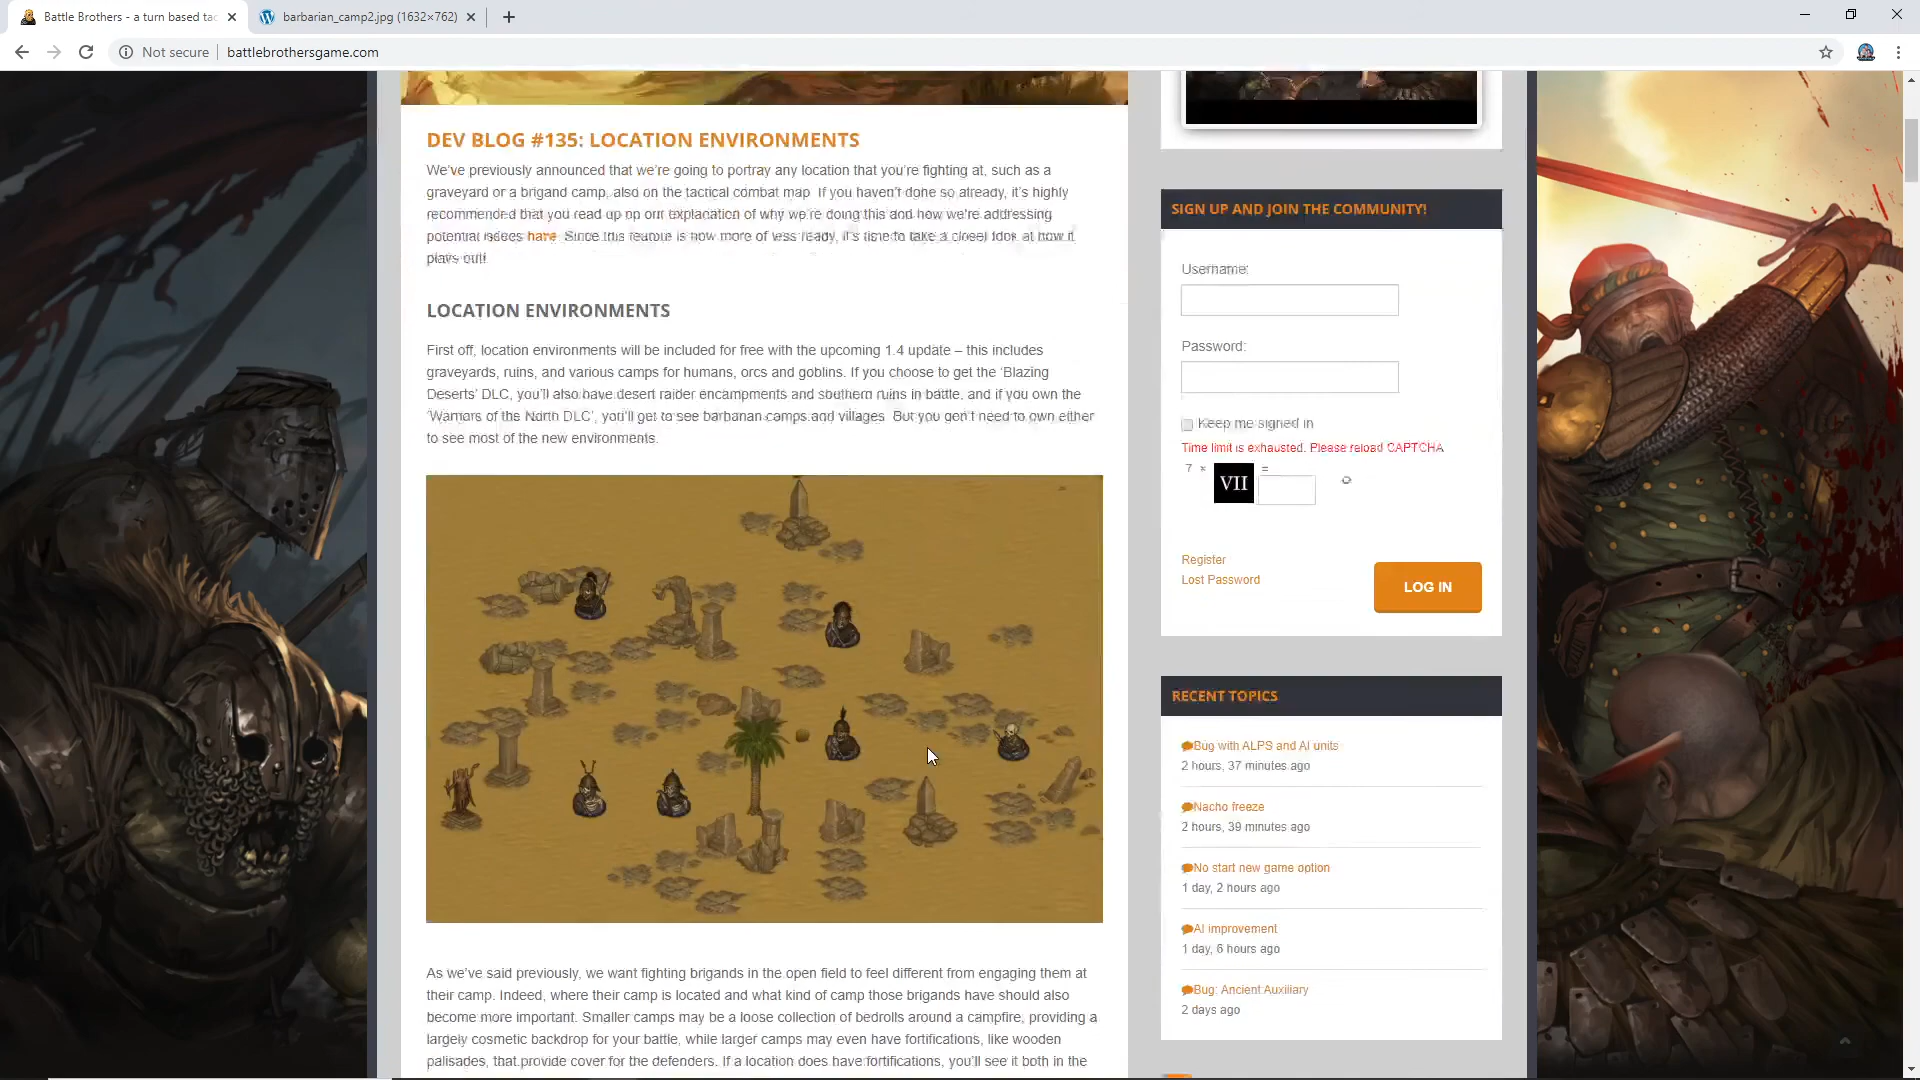 Battle Brothers - a turn based tac
barbarian_camp2.jpg (1632×762)
Not secure
battlebrothersgame.com
DEV BLOG #135: LOCATION ENVIRONMENTS
We've previously announced that we're going to portray any location that you're fighting at, such as a
graveyard or a brigand camp, also on the tactical combat map. If you haven't done so already, it's highly
recommended that you read up on our explanation of why we're doing this and how we're addressing
potential issues here. Since this feature is now more or less ready, it's time to take a closer look at how it
plays out!
LOCATION ENVIRONMENTS
First off, location environments will be included for free with the upcoming 1.4 update – this includes
graveyards, ruins, and various camps for humans, orcs and goblins. If you choose to get the 'Blazing
Deserts' DLC, you'll also have desert raider encampments and southern ruins in battle, and if you own the
'Warriors of the North DLC', you'll get to see barbarian camps and villages. But you don't need to own either
to see most of the new environments.
As we've said previously, we want fighting brigands in the open field to feel different from engaging them at
their camp. Indeed, where their camp is located and what kind of camp those brigands have should also
become more important. Smaller camps may be a loose collection of bedrolls around a campfire, providing a
largely cosmetic backdrop for your battle, while larger camps may even have fortifications, like wooden
palisades, that provide cover for the defenders. If a location does have fortifications, you'll see it both in the
SIGN UP AND JOIN THE COMMUNITY!
Username:
Password:
Keep me signed in
Time limit is exhausted. Please reload CAPTCHA
7 × VII =
Register
Lost Password
LOG IN
RECENT TOPICS
Bug with ALPS and AI units
2 hours, 37 minutes ago
Nacho freeze
2 hours, 39 minutes ago
No start new game option
1 day, 2 hours ago
AI improvement
1 day, 6 hours ago
Bug: Ancient Auxiliary
2 days ago